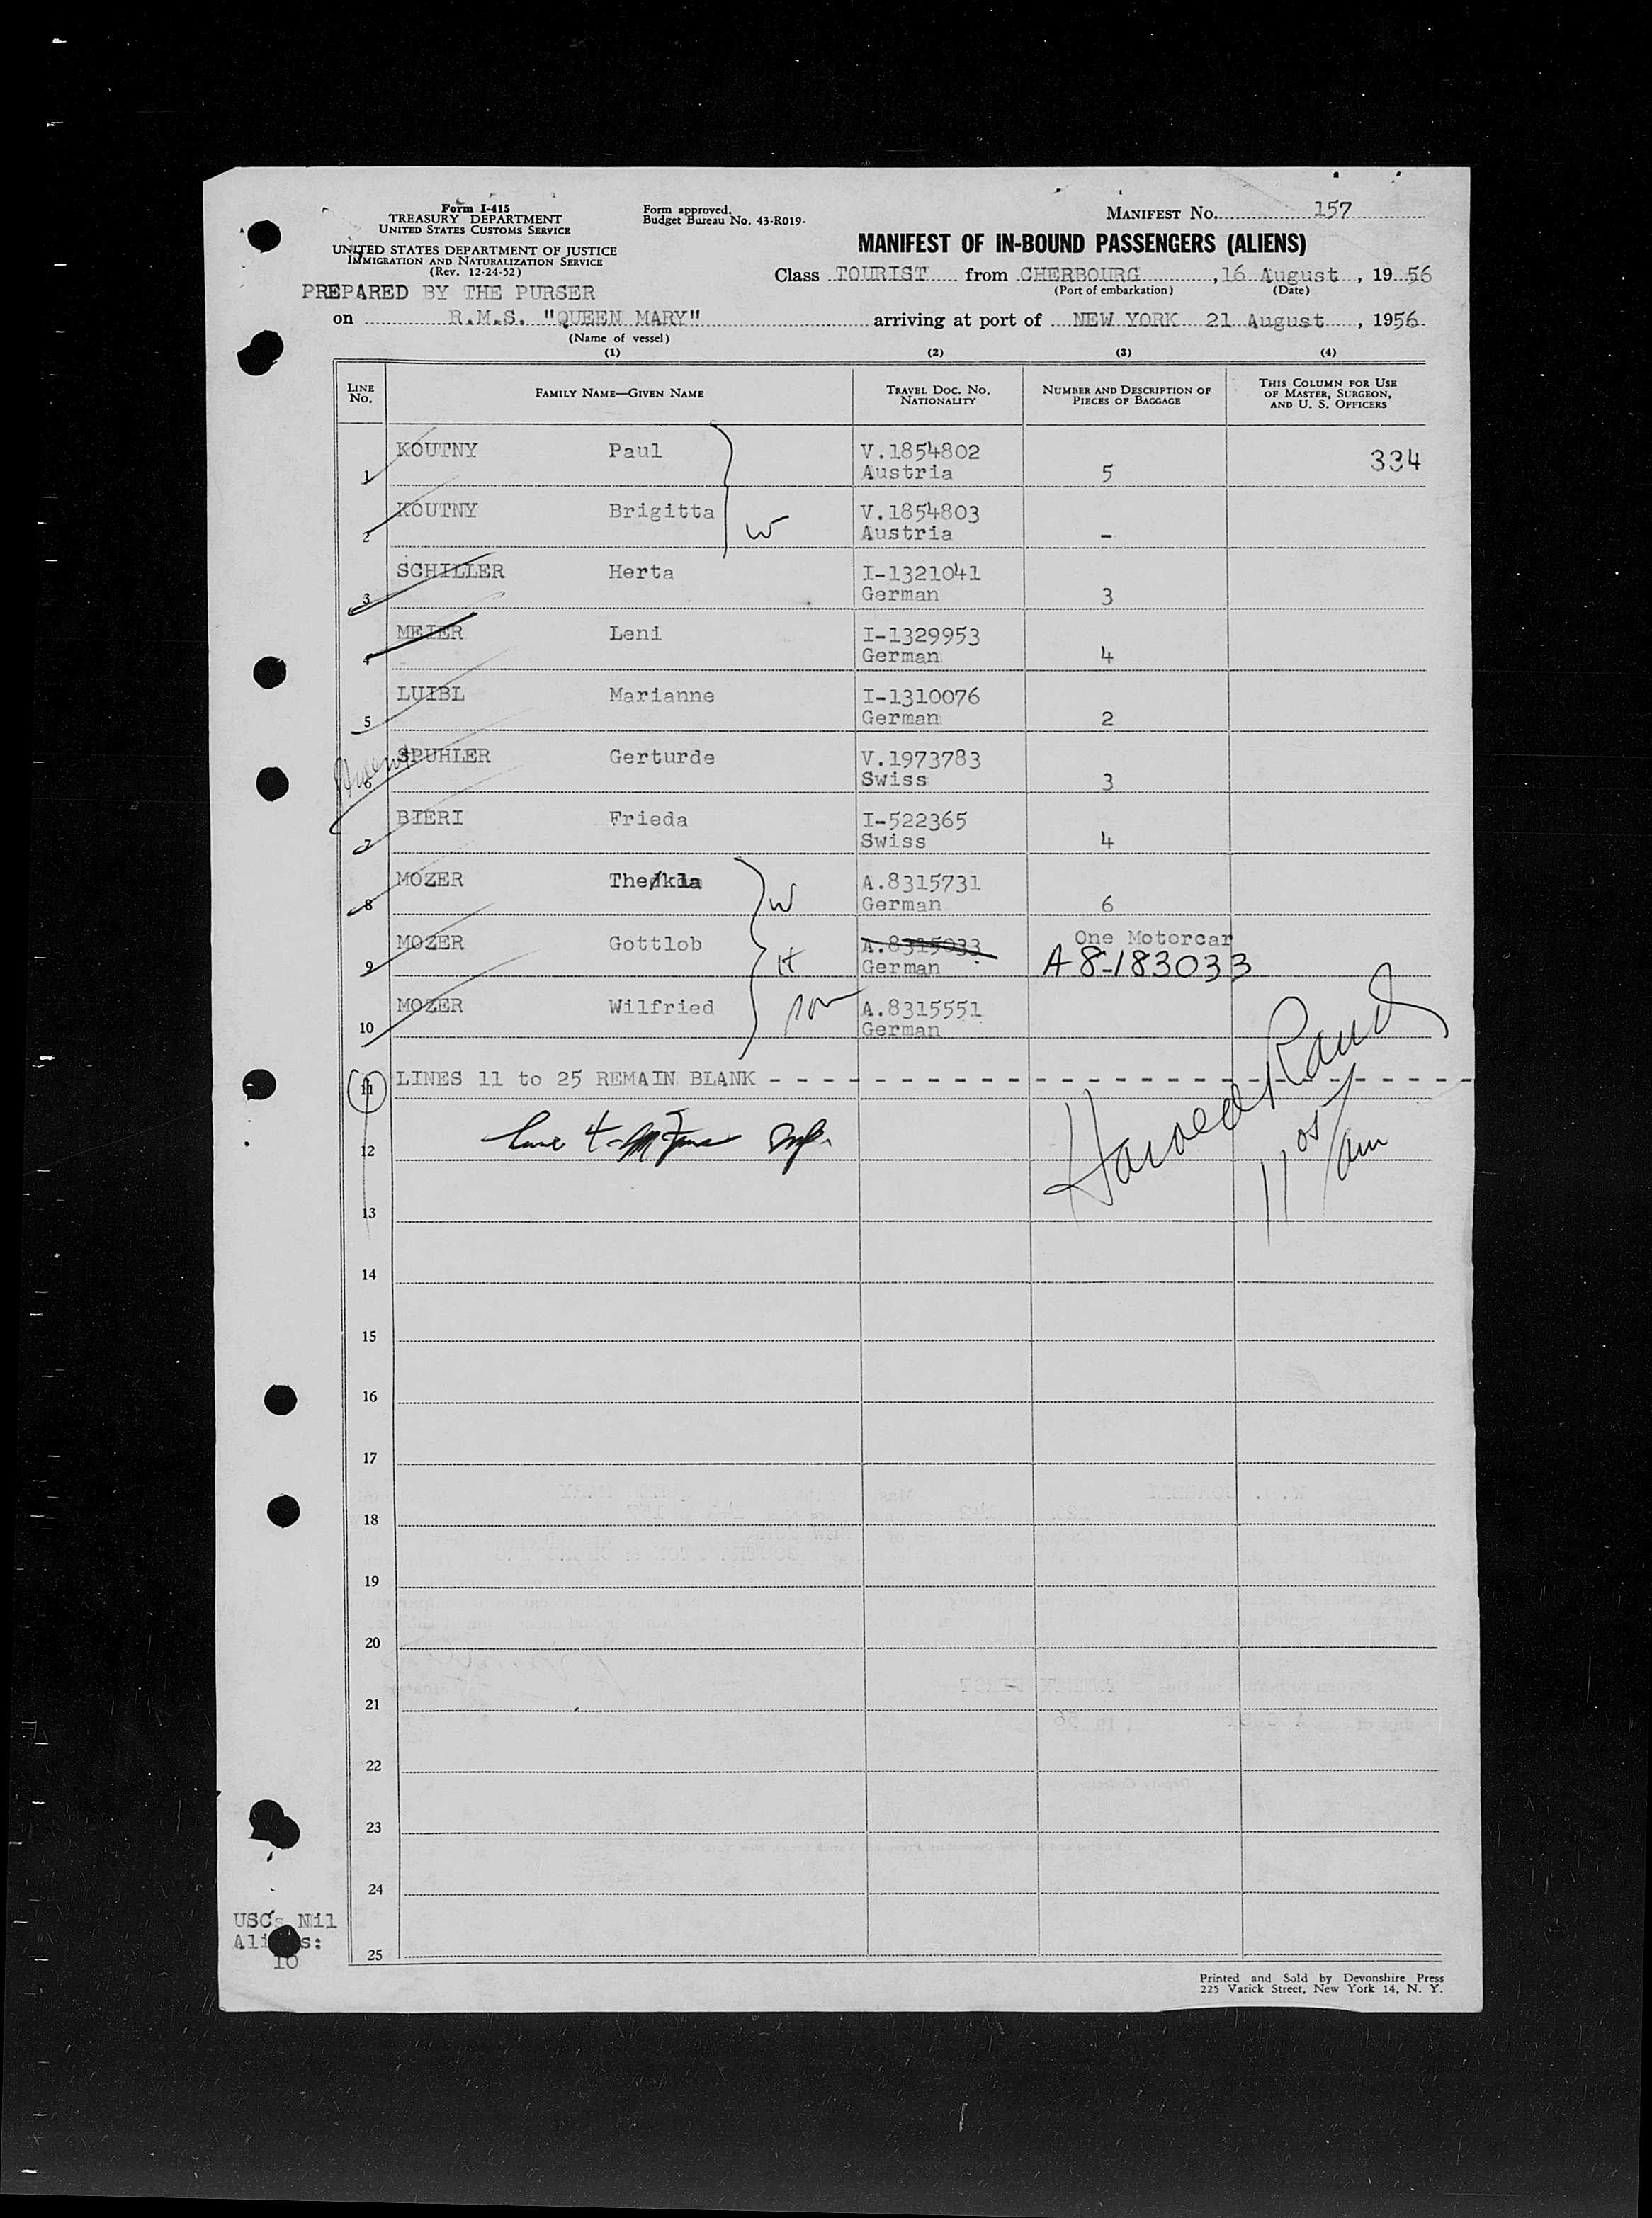 Form I-415
TREASURY DEPARTMENT
UNITED STATES CUSTOMS SERVICE
UNITED STATES DEPARTMENT OF JUSTICE
IMMIGRATION AND NATURALIZATION SERVICE
(Rev. 12-24-52)
Form approved.
Budget Bureau No. 43-R019-
MANIFEST No. 157
MANIFEST OF IN-BOUND PASSENGERS (ALIENS)
Class TOURIST from CHERBOURG, 16 August, 1956
(Port of embarkation) (Date)
PREPARED BY THE PURSER
on R.M.S. "QUEEN MARY" arriving at port of NEW YORK 21 August, 1956
(Name of vessel)
(1) (2) (3) (4)
LINE No. FAMILY NAME—GIVEN NAME TRAVEL DOC. No. NATIONALITY NUMBER AND DESCRIPTION OF PIECES OF BAGGAGE THIS COLUMN FOR USE OF MASTER, SURGEON, AND U. S. OFFICERS
1 KOUTNY Paul V.1854802 Austria 5 334
2 KOUTNY Brigitta W V.1854803 Austria -
3 SCHILLER Herta I-1321041 German 3
4 MEIER Leni I-1329953 German 4
5 LUIBL Marianne I-1310076 German 2
6 SPUHLER Gerturde V.1973783 Swiss 3
7 BIERI Frieda I-522365 Swiss 4
8 MOZER Thekla W A.8315731 German 6
9 MOZER Gottlob H A.8315033 German One Motorcar A8-183033
10 MOZER Wilfried son A.8315551 German
11 LINES 11 to 25 REMAIN BLANK - - - - - - - - - - - - - - - - - - - -
12
Harold Rand
11 05/am
13
14
15
16
17
18
19
20
21
22
23
24
25
USCs Nil
Aliens:
10
Printed and Sold by Devonshire Press
225 Varick Street, New York 14, N. Y.